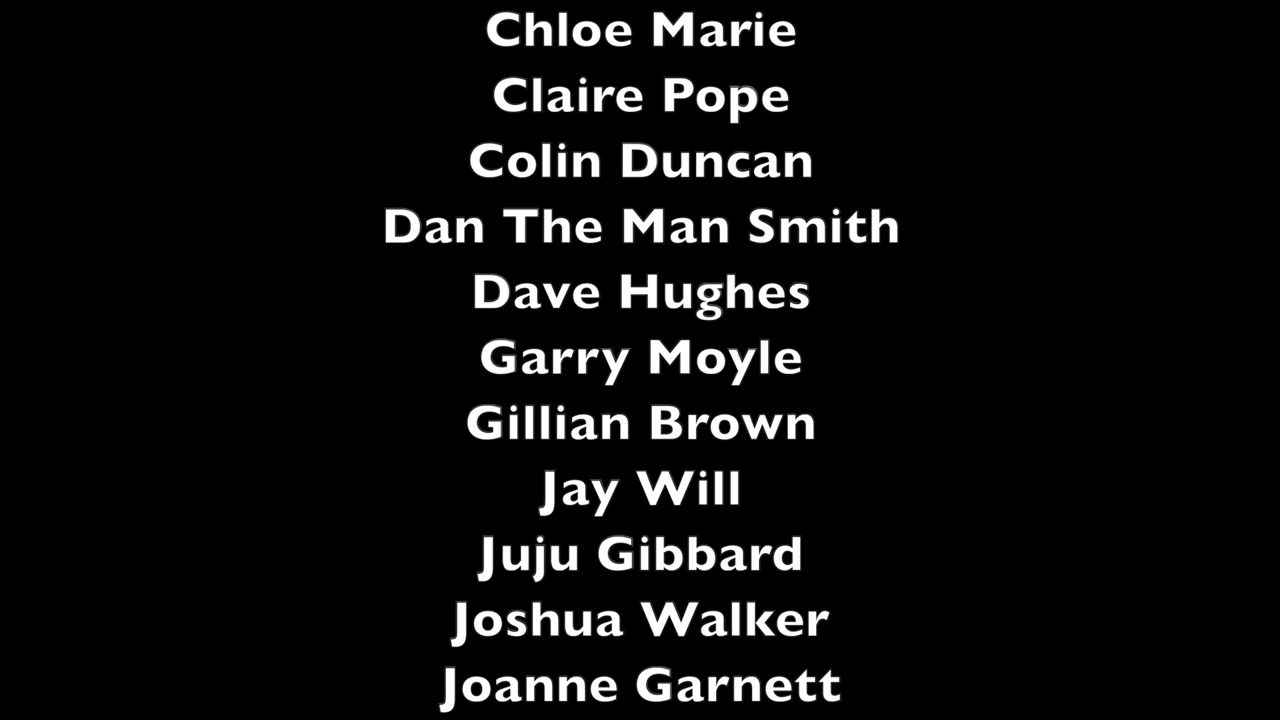 Chloe Marie
Claire Pope
Colin Duncan
Dan The Man Smith
Dave Hughes
Garry Moyle
Gillian Brown
Jay Will
Juju Gibbard
Joshua Walker
Joanne Garnett